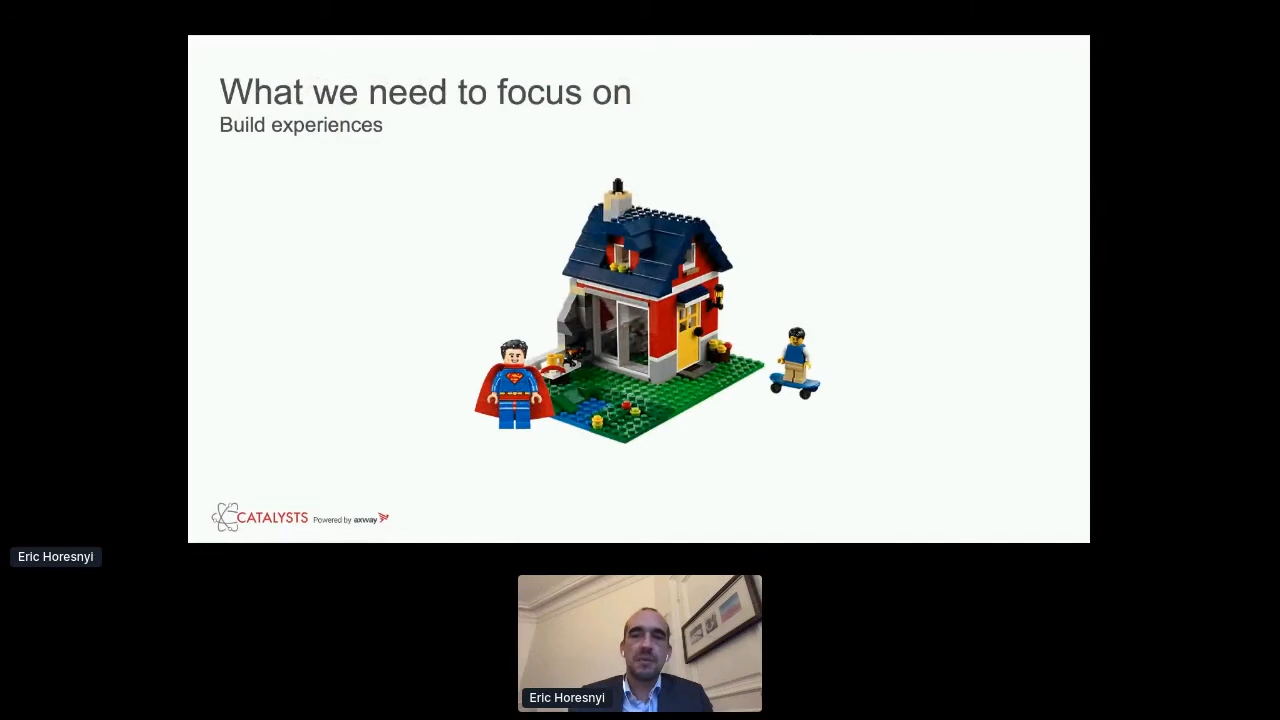 What we need to focus on
Build experiences
CATALYSTS Powered by axway
Eric Horesnyi
Eric Horesnyi